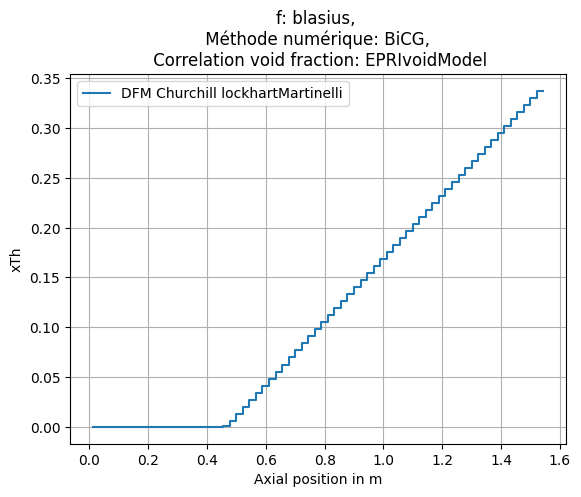 f: blasius,
Méthode numérique: BiCG,
Correlation void fraction: EPRIvoidModel
DFM Churchill lockhartMartinelli
xTh
0.35
0.30
0.25
0.20
0.15
0.10
0.05
0.00
0.0 0.2 0.4 0.6 0.8 1.0 1.2 1.4 1.6
Axial position in m